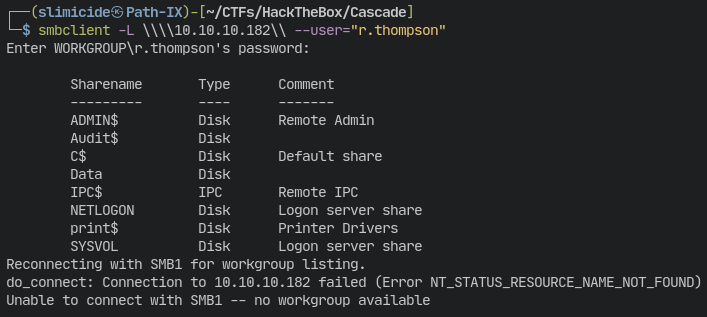 ┌──(slimicide㉿Path-IX)-[~/CTFs/HackTheBox/Cascade]
└─$ smbclient -L \\\\10.10.10.182\\ --user="r.thompson"
Enter WORKGROUP\r.thompson's password:
Sharename Type Comment
--------- ---- -------
ADMIN$ Disk Remote Admin
Audit$ Disk
C$ Disk Default share
Data Disk
IPC$ IPC Remote IPC
NETLOGON Disk Logon server share
print$ Disk Printer Drivers
SYSVOL Disk Logon server share
Reconnecting with SMB1 for workgroup listing.
do_connect: Connection to 10.10.10.182 failed (Error NT_STATUS_RESOURCE_NAME_NOT_FOUND)
Unable to connect with SMB1 -- no workgroup available